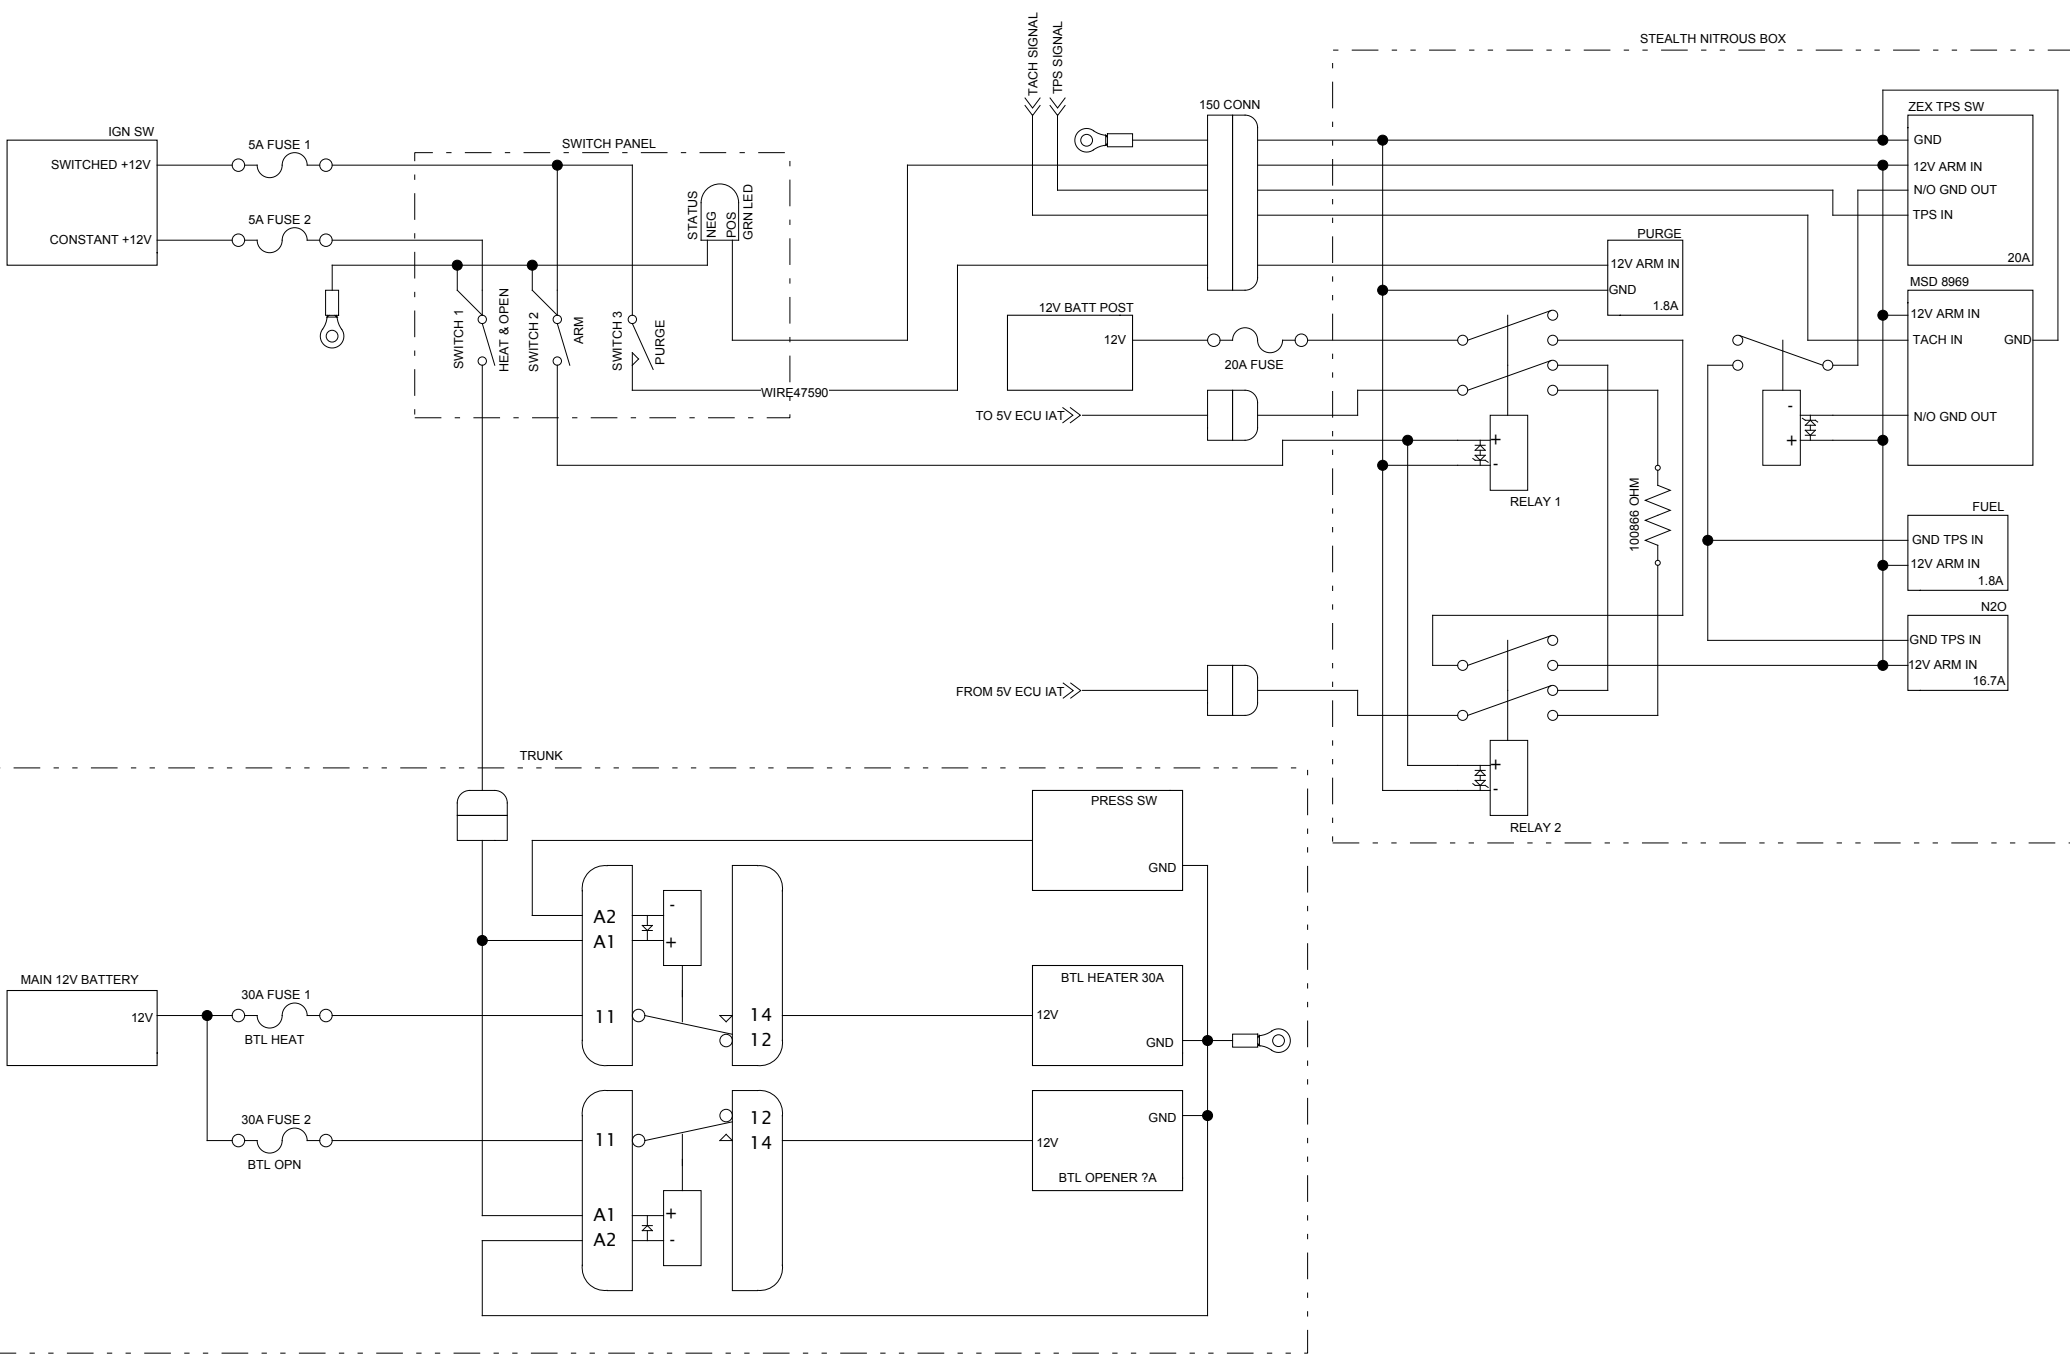 STEALTH NITROUS BOX
TACH SIGNAL
TPS SIGNAL
150 CONN
ZEX TPS SW
GND
12V ARM IN
N/O GND OUT
TPS IN
20A
IGN SW
SWITCHED +12V
CONSTANT +12V
5A FUSE 1
5A FUSE 2
SWITCH PANEL
STATUS
NEG
POS
GRN LED
SWITCH 1
HEAT & OPEN
SWITCH 2
ARM
SWITCH 3
PURGE
WIRE47590
PURGE
12V ARM IN
GND
1.8A
12V BATT POST
12V
20A FUSE
TO 5V ECU IAT
MSD 8969
12V ARM IN
TACH IN
GND
N/O GND OUT
-
+
+
-
RELAY 1
100866 OHM
FUEL
GND TPS IN
12V ARM IN
1.8A
N2O
GND TPS IN
12V ARM IN
16.7A
FROM 5V ECU IAT
+
-
RELAY 2
TRUNK
PRESS SW
GND
A2
A1
-
+
11
14
12
MAIN 12V BATTERY
12V
30A FUSE 1
BTL HEAT
BTL HEATER 30A
12V
GND
30A FUSE 2
BTL OPN
11
12
14
A1
A2
+
-
GND
12V
BTL OPENER ?A